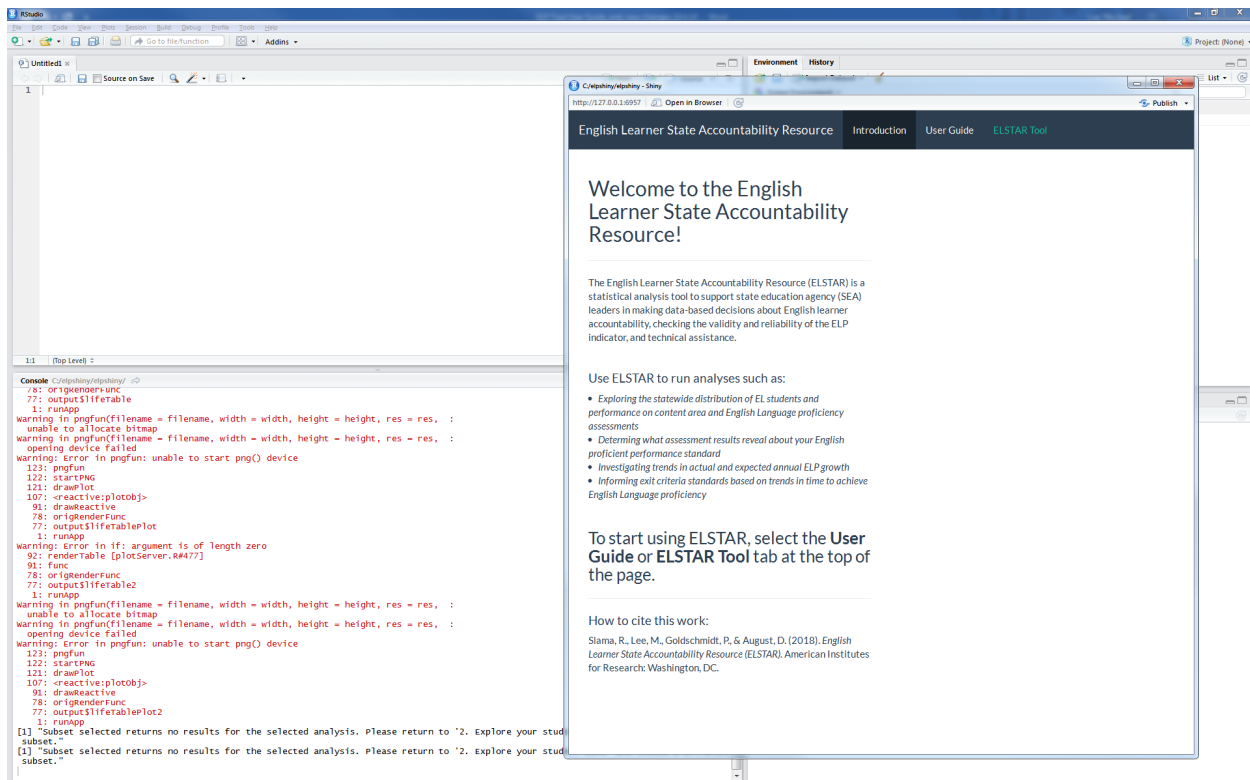 RStudio
File Edit Code View Plots Session Build Debug Profile Tools Help
Go to file/function Addins Project: (None)
Untitled1
Source on Save
1
1:1 (Top Level)
Console C:/elpshiny/elpshiny/
78: origRenderFunc
77: output$lifeTable
1: runApp
Warning in pngfun(filename = filename, width = width, height = height, res = res, :
unable to allocate bitmap
Warning in pngfun(filename = filename, width = width, height = height, res = res, :
opening device failed
Warning: Error in pngfun: unable to start png() device
123: pngfun
122: startPNG
121: drawPlot
107: <reactive:plotObj>
91: drawReactive
78: origRenderFunc
77: output$lifeTablePlot
1: runApp
Warning: Error in if: argument is of length zero
92: renderTable [plotServer.R#477]
91: func
78: origRenderFunc
77: output$lifeTable2
1: runApp
Warning in pngfun(filename = filename, width = width, height = height, res = res, :
unable to allocate bitmap
Warning in pngfun(filename = filename, width = width, height = height, res = res, :
opening device failed
Warning: Error in pngfun: unable to start png() device
123: pngfun
122: startPNG
121: drawPlot
107: <reactive:plotObj>
91: drawReactive
78: origRenderFunc
77: output$lifeTablePlot2
1: runApp
[1] "Subset selected returns no results for the selected analysis. Please return to '2. Explore your stud
subset."
[1] "Subset selected returns no results for the selected analysis. Please return to '2. Explore your stud
subset."
Environment History
List
C:/elpshiny/elpshiny - Shiny
http://127.0.0.1:6957 Open in Browser Publish
English Learner State Accountability Resource Introduction User Guide ELSTAR Tool
Welcome to the English
Learner State Accountability
Resource!
The English Learner State Accountability Resource (ELSTAR) is a
statistical analysis tool to support state education agency (SEA)
leaders in making data-based decisions about English learner
accountability, checking the validity and reliability of the ELP
indicator, and technical assistance.
Use ELSTAR to run analyses such as:
• Exploring the statewide distribution of EL students and
performance on content area and English Language proficiency
assessments
• Determing what assessment results reveal about your English
proficient performance standard
• Investigating trends in actual and expected annual ELP growth
• Informing exit criteria standards based on trends in time to achieve
English Language proficiency
To start using ELSTAR, select the User
Guide or ELSTAR Tool tab at the top of
the page.
How to cite this work:
Slama, R., Lee, M., Goldschmidt, P., & August, D. (2018). English
Learner State Accountability Resource (ELSTAR). American Institutes
for Research: Washington, DC.